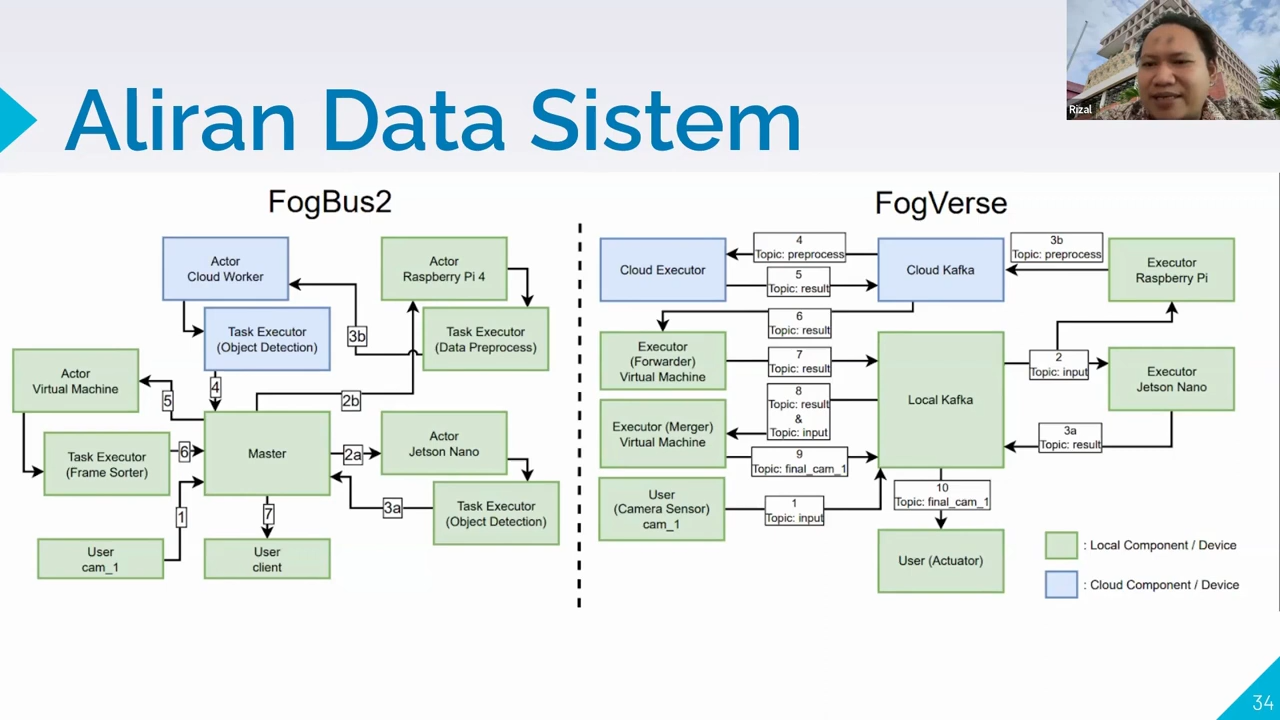 Aliran Data Sistem
Rizal
FogBus2
Actor
Cloud Worker
Actor
Raspberry Pi 4
Task Executor
(Object Detection)
3b
Task Executor
(Data Preprocess)
Actor
Virtual Machine
5
4
2b
Task Executor
(Frame Sorter)
6
Master
2a
Actor
Jetson Nano
1
7
3a
Task Executor
(Object Detection)
User
cam_1
User
client
FogVerse
Cloud Executor
4
Topic: preprocess
5
Topic: result
Cloud Kafka
3b
Topic: preprocess
Executor
Raspberry Pi
6
Topic: result
Executor
(Forwarder)
Virtual Machine
7
Topic: result
Local Kafka
2
Topic: input
Executor
Jetson Nano
8
Topic: result
&
Topic: input
Executor (Merger)
Virtual Machine
9
Topic: final_cam_1
3a
Topic: result
User
(Camera Sensor)
cam_1
1
Topic: input
10
Topic: final_cam_1
User (Actuator)
: Local Component / Device
: Cloud Component / Device
34